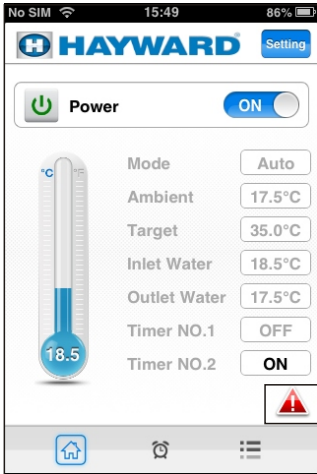 No SIM 15:49 86%
H HAYWARD Setting
Power ON
°C °F
Mode Auto
Ambient 17.5°C
Target 35.0°C
Inlet Water 18.5°C
Outlet Water 17.5°C
Timer NO.1 OFF
18.5
Timer NO.2 ON